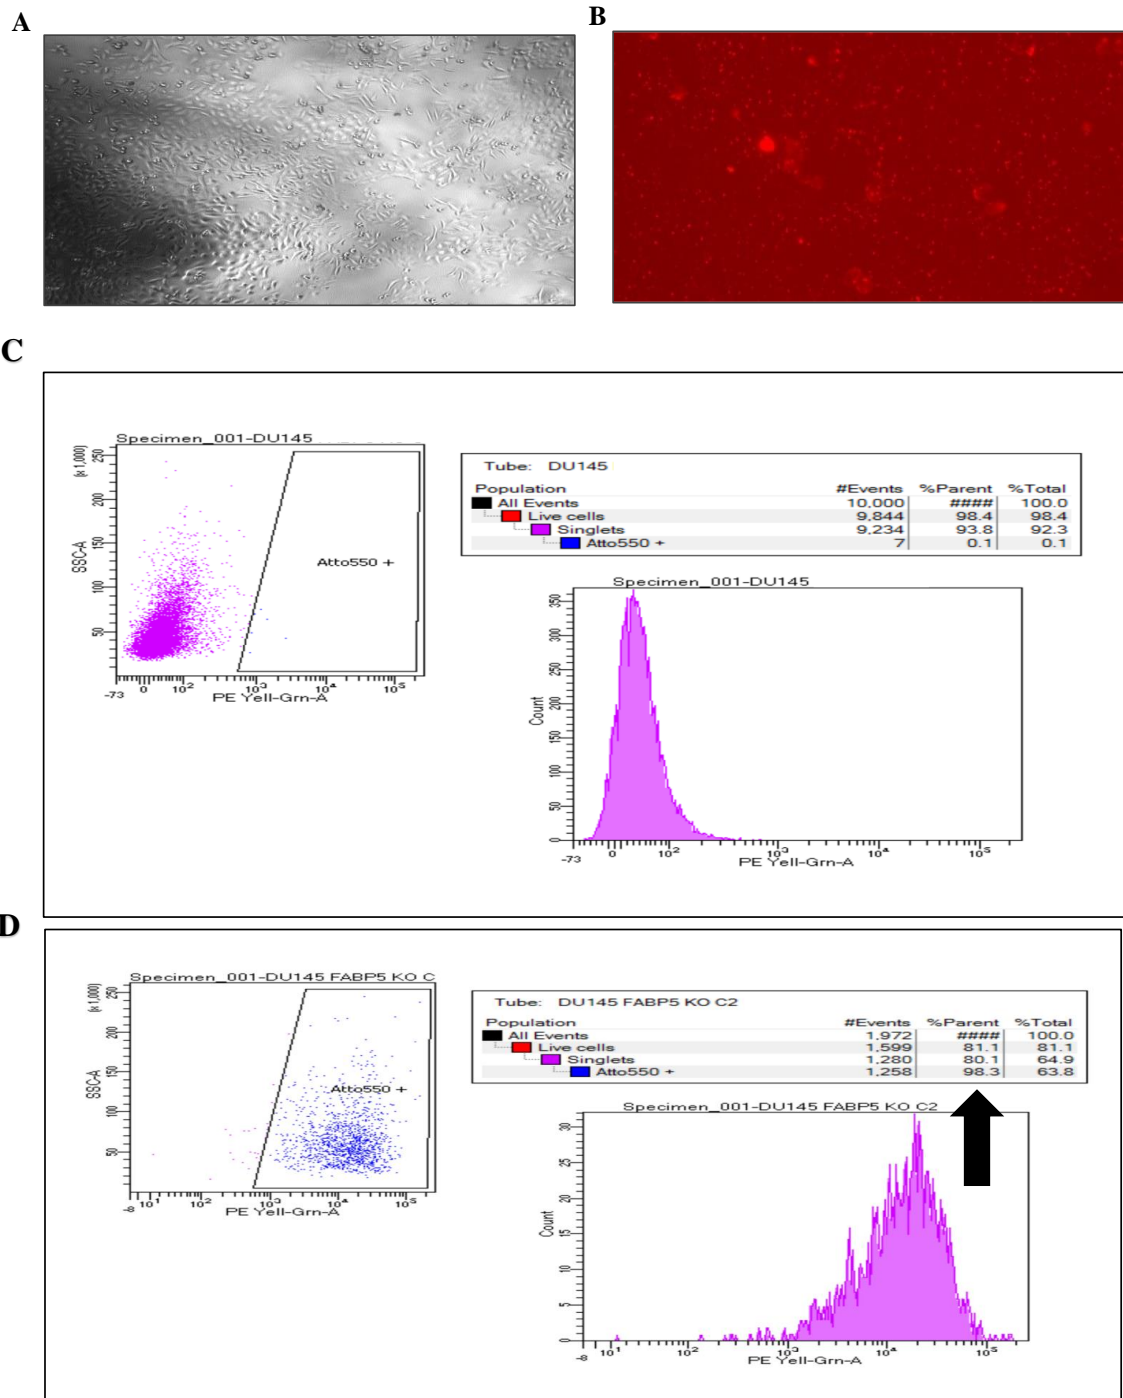 A
B
C
Specimen_001-DU145
SSC-A
(x 1,000)
50
100
150
200
250
Atto550 +
-73 0 10² 10³ 10⁴ 10⁵
PE Yell-Grn-A
Tube: DU145
Population #Events %Parent %Total
All Events 10,000 #### 100.0
Live cells 9,844 98.4 98.4
Singlets 9,234 93.8 92.3
Atto550 + 7 0.1 0.1
Specimen_001-DU145
Count
0
50
100
150
200
250
300
350
-73 0 10² 10³ 10⁴ 10⁵
PE Yell-Grn-A
D
Specimen_001-DU145 FABP5 KO C
SSC-A
(x 1,000)
50
100
150
200
250
Atto550 +
-8 10¹ 10² 10³ 10⁴ 10⁵
PE Yell-Grn-A
Tube: DU145 FABP5 KO C2
Population #Events %Parent %Total
All Events 1,972 #### 100.0
Live cells 1,599 81.1 81.1
Singlets 1,280 80.1 64.9
Atto550 + 1,258 98.3 63.8
Specimen_001-DU145 FABP5 KO C2
Count
0
5
10
15
20
25
30
-8 10¹ 10² 10³ 10⁴ 10⁵
PE Yell-Grn-A